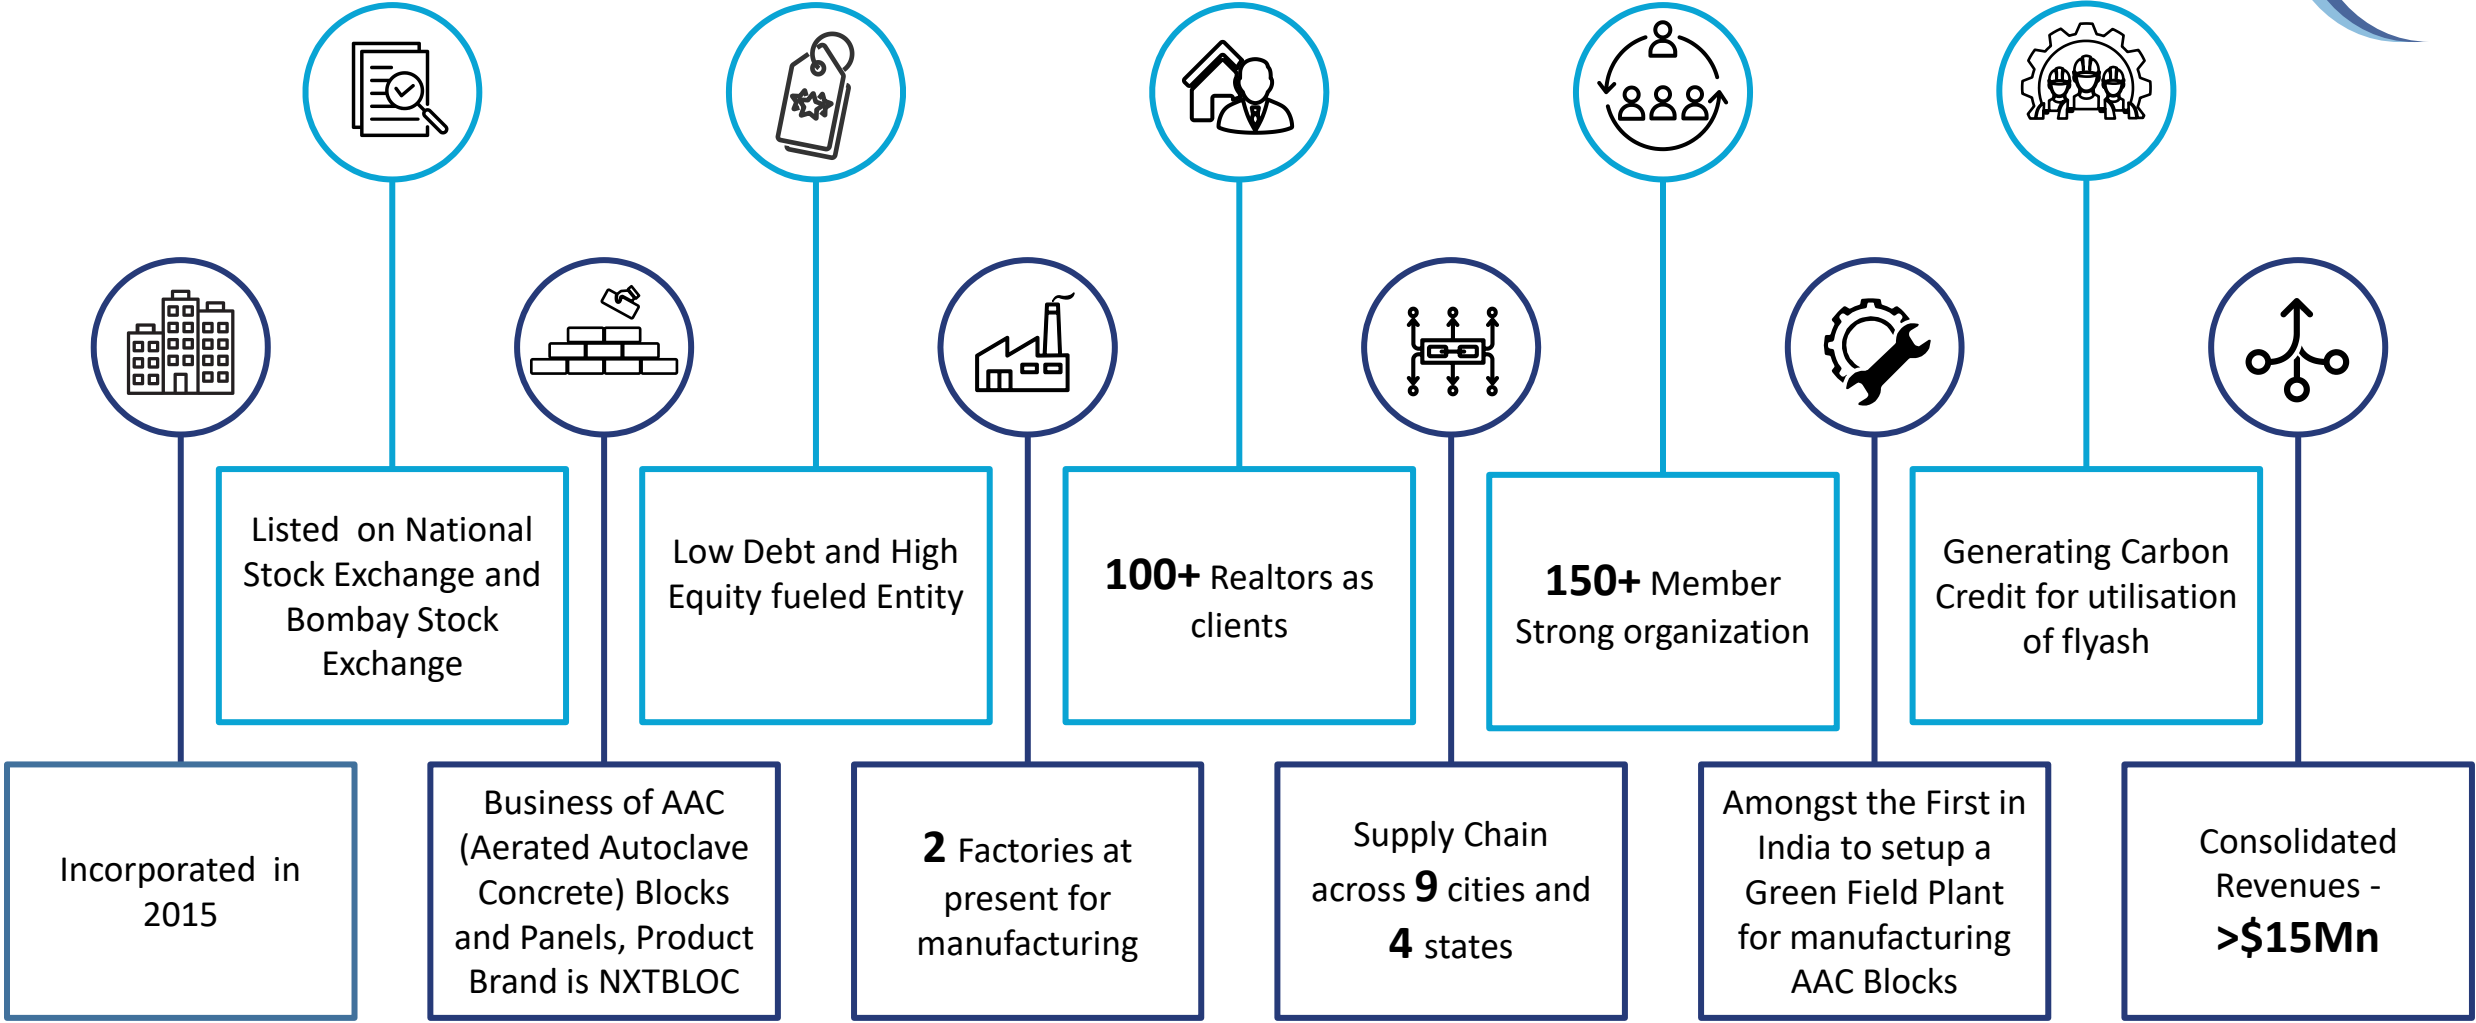 Listed on National
Stock Exchange and
Bombay Stock
Exchange
Low Debt and High
Equity fueled Entity
100+ Realtors as
clients
150+ Member
Strong organization
Generating Carbon
Credit for utilisation
of flyash
Incorporated in
2015
Business of AAC
(Aerated Autoclave
Concrete) Blocks
and Panels, Product
Brand is NXTBLOC
2 Factories at
present for
manufacturing
Supply Chain
across 9 cities and
4 states
Amongst the First in
India to setup a
Green Field Plant
for manufacturing
AAC Blocks
Consolidated
Revenues -
>$15Mn